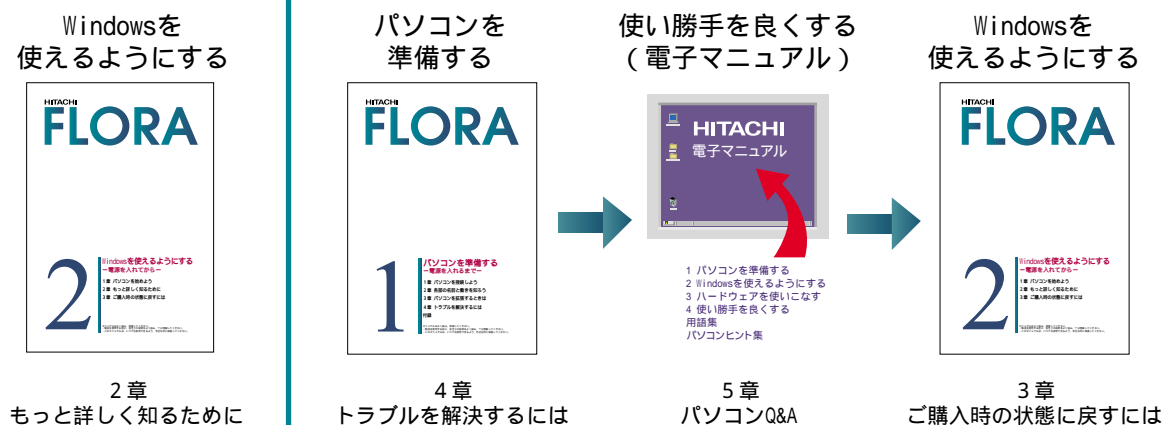 Windowsを
使えるようにする
HITACHI
FLORA
2
Windowsを使えるようにする
－電源を入れてから－
1章 パソコンを始めよう
2章 もっと詳しく知るために
3章 ご購入時の状態に戻すには
2章
もっと詳しく知るために
パソコンを
準備する
HITACHI
FLORA
1
パソコンを準備する
－電源を入れるまで－
1章 パソコンを接続しよう
2章 各部の名前と働きを知ろう
3章 パソコンを拡張するときは
4章 トラブルを解決するには
付録
4章
トラブルを解決するには
使い勝手を良くする
(電子マニュアル)
HITACHI
電子マニュアル
1 パソコンを準備する
2 Windowsを使えるようにする
3 ハードウェアを使いこなす
4 使い勝手を良くする
用語集
パソコンヒント集
5章
パソコンQ&A
Windowsを
使えるようにする
HITACHI
FLORA
2
Windowsを使えるようにする
－電源を入れてから－
1章 パソコンを始めよう
2章 もっと詳しく知るために
3章 ご購入時の状態に戻すには
3章
ご購入時の状態に戻すには